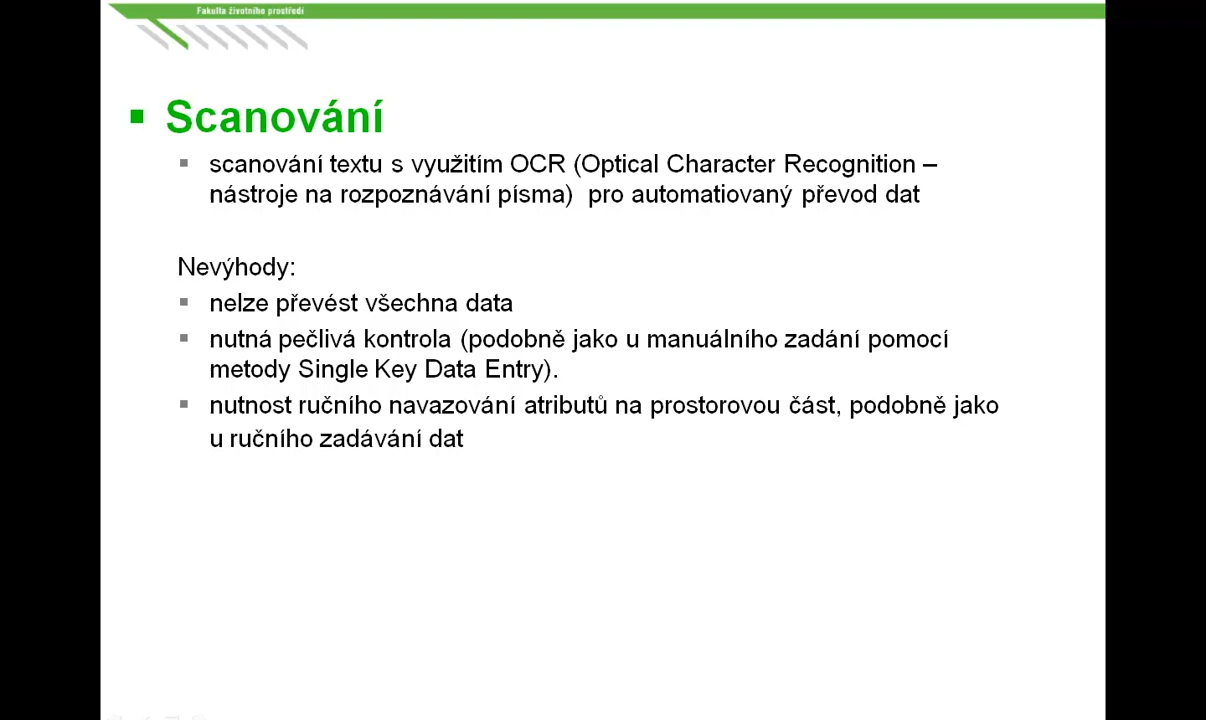 Fakulta životního prostředí
Scanování
scanování textu s využitím OCR (Optical Character Recognition –
nástroje na rozpoznávání písma)  pro automatiovaný převod dat
Nevýhody:
nelze převést všechna data
nutná pečlivá kontrola (podobně jako u manuálního zadání pomocí
metody Single Key Data Entry).
nutnost ručního navazování atributů na prostorovou část, podobně jako
u ručního zadávání dat